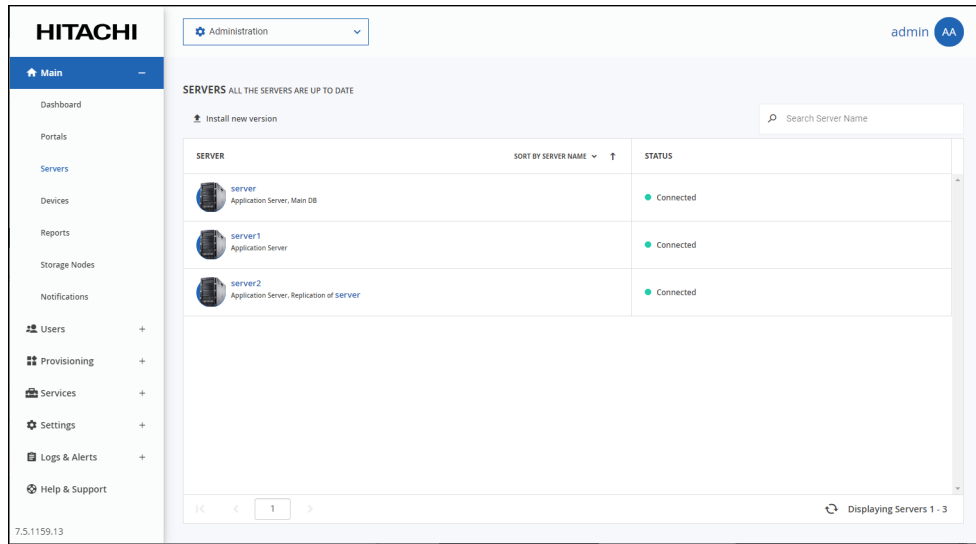 HITACHI
Administration
admin AA
Main
Dashboard
Portals
Servers
Devices
Reports
Storage Nodes
Notifications
Users
Provisioning
Services
Settings
Logs & Alerts
Help & Support
7.5.1159.13
SERVERS ALL THE SERVERS ARE UP TO DATE
Install new version
Search Server Name
SERVER SORT BY SERVER NAME STATUS
server
Application Server, Main DB
Connected
server1
Application Server
Connected
server2
Application Server, Replication of server
Connected
1
Displaying Servers 1 - 3